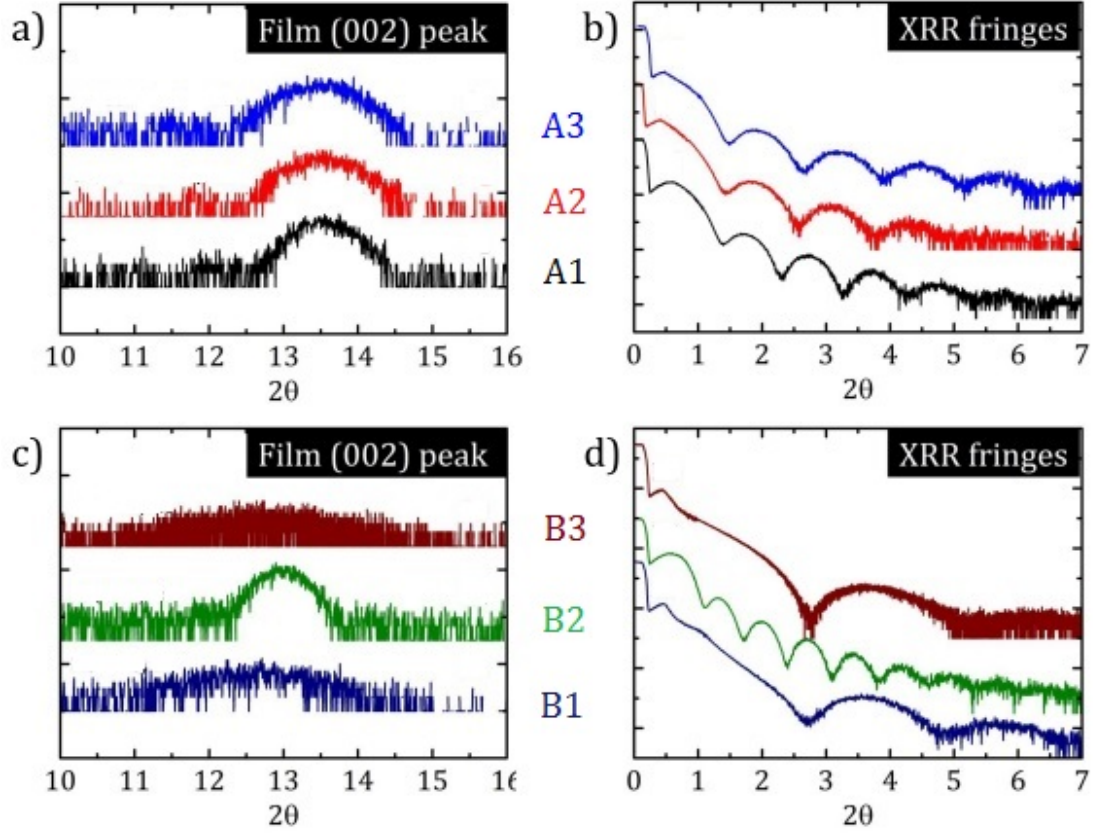 a)
Film (002) peak
10 11 12 13 14 15 16
2θ
b)
XRR fringes
0 1 2 3 4 5 6 7
2θ
A3
A2
A1
c)
Film (002) peak
10 11 12 13 14 15 16
2θ
d)
XRR fringes
0 1 2 3 4 5 6 7
2θ
B3
B2
B1